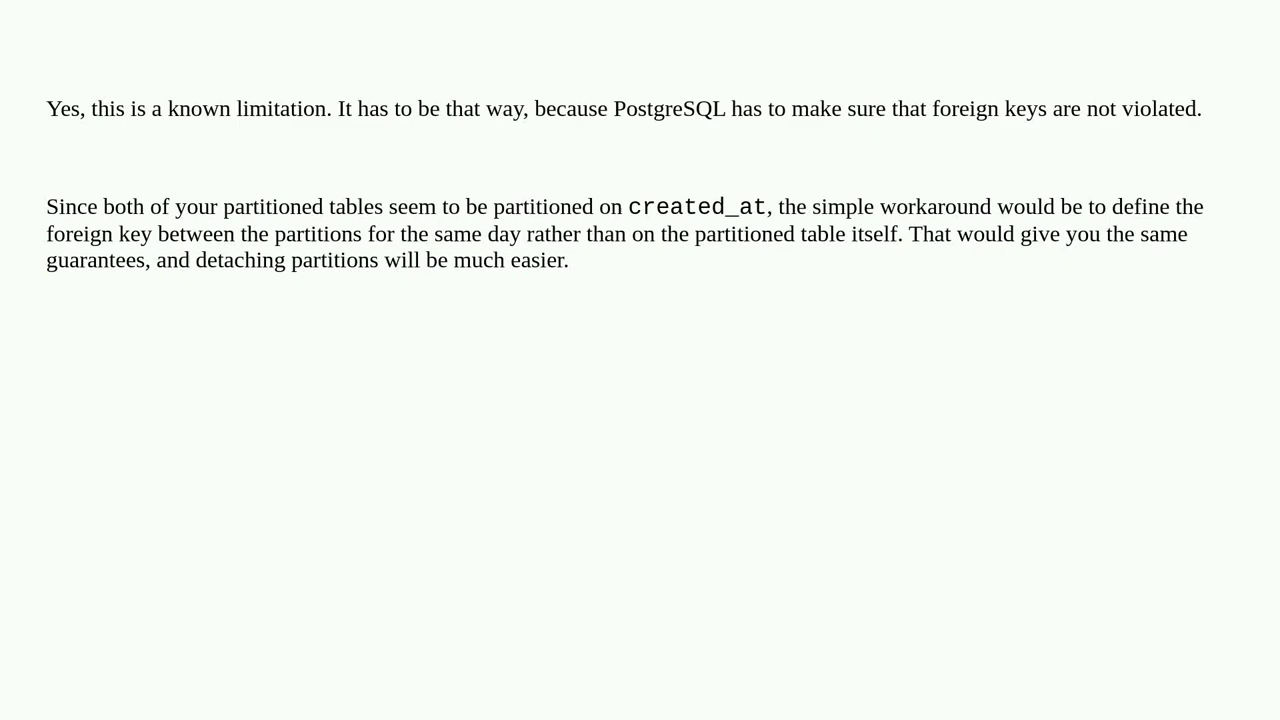 Yes, this is a known limitation. It has to be that way, because PostgreSQL has to make sure that foreign keys are not violated.
Since both of your partitioned tables seem to be partitioned on created_at, the simple workaround would be to define the
foreign key between the partitions for the same day rather than on the partitioned table itself. That would give you the same
guarantees, and detaching partitions will be much easier.